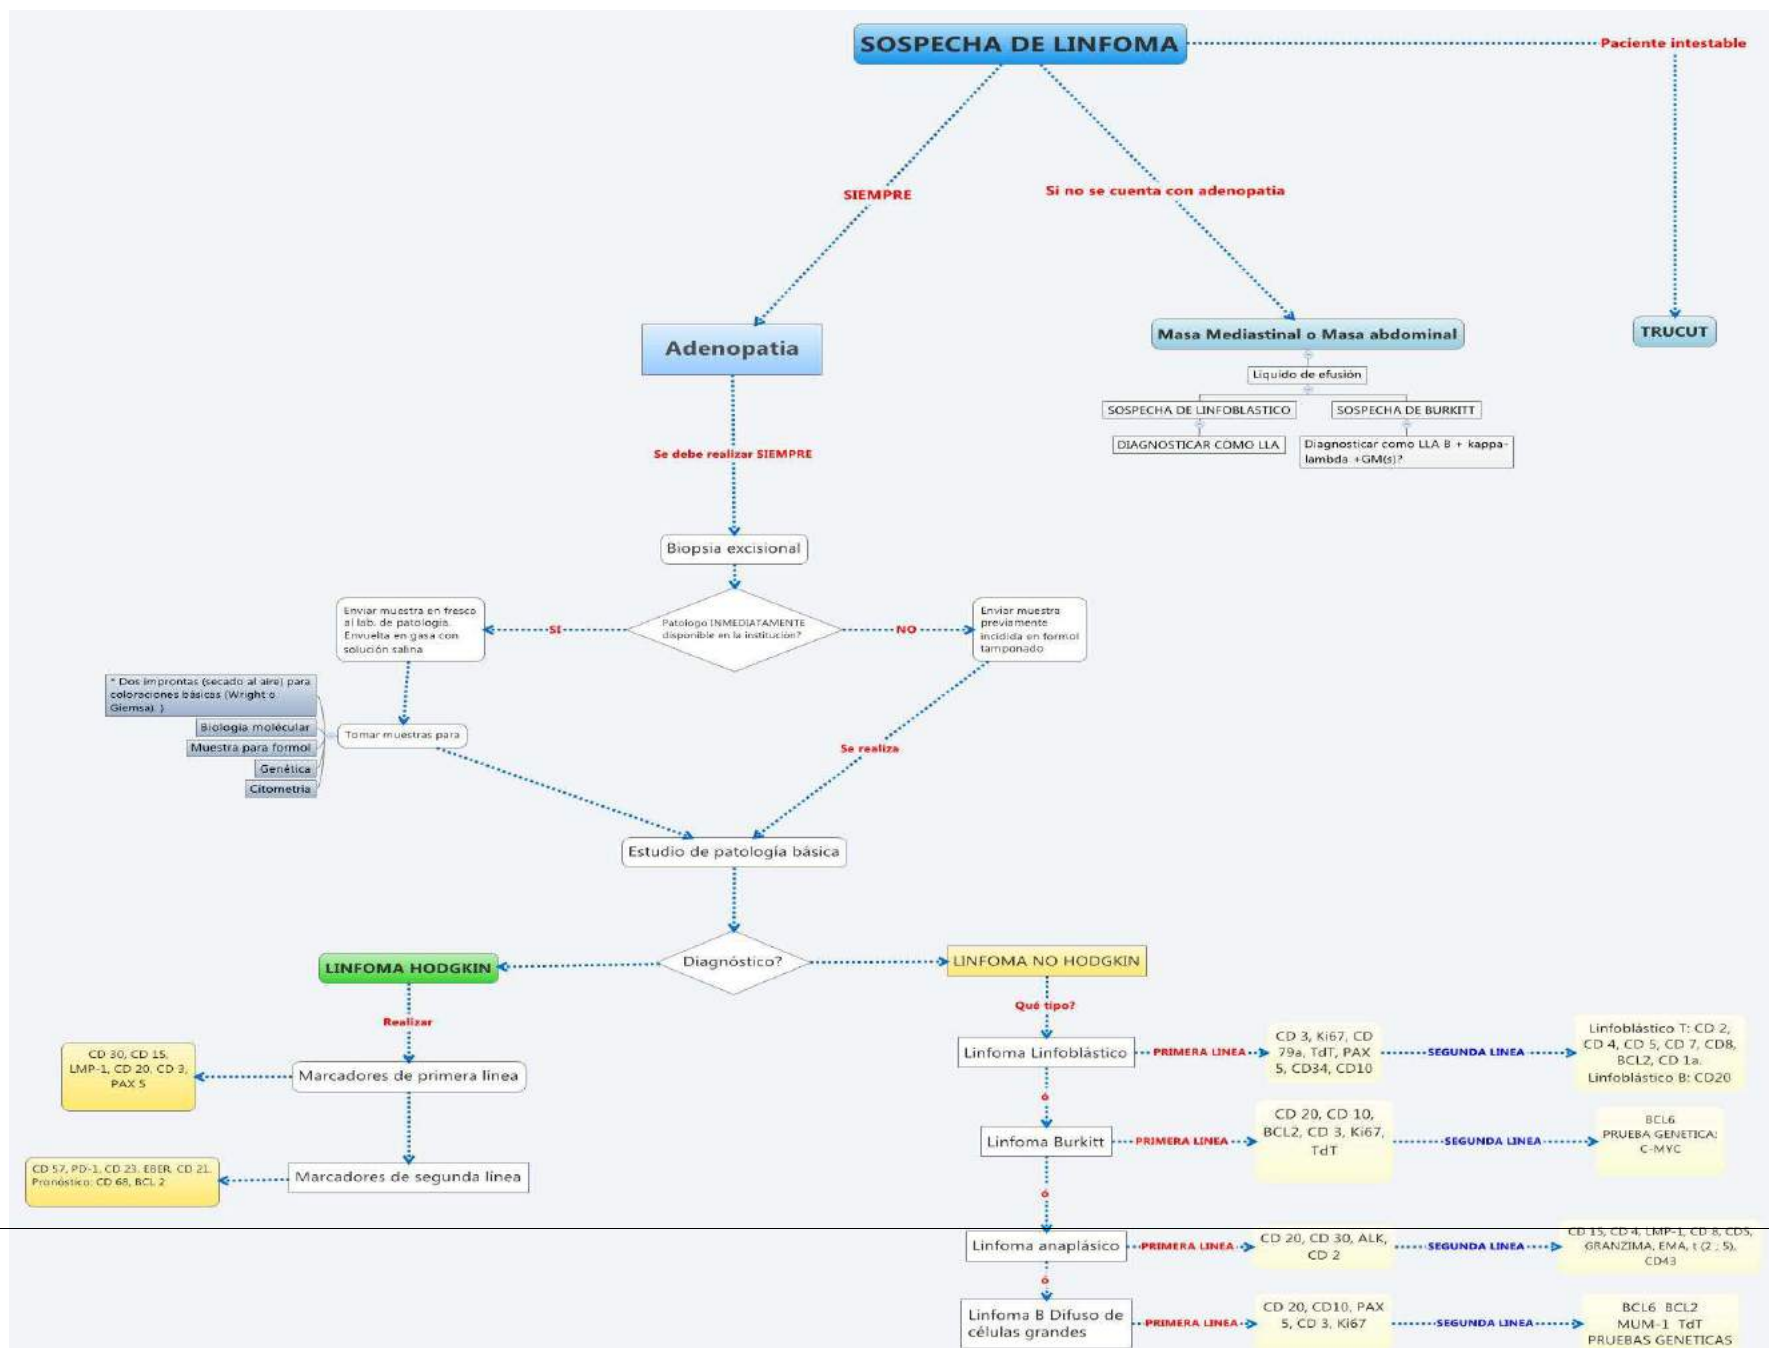 SOSPECHA DE LINFOMA
Paciente intestable
SIEMPRE
Si no se cuenta con adenopatia
Adenopatia
Masa Mediastinal o Masa abdominal
TRUCUT
Liquido de efusión
SOSPECHA DE LINFOBLASTICO
SOSPECHA DE BURKITT
DIAGNOSTICAR COMO LLA
Diagnosticar como LLA B + kappa-
lambda +GM(s)?
Se debe realizar SIEMPRE
Biopsia excisional
Patologo INMEDIATAMENTE
disponible en la institución?
SI
NO
Enviar muestra en fresco
al lab. de patología.
Envuelta en gasa con
solución salina
Enviar muestra
previamente
incidida en formol
tamponado
Tomar muestras para
* Dos improntas (secado al aire) para
coloraciones básicas (Wright o
Giemsa). )
Biología molécular
Muestra para formol
Genética
Citometria
Se realiza
Estudio de patología básica
Diagnóstico?
LINFOMA HODGKIN
LINFOMA NO HODGKIN
Realizar
Marcadores de primera línea
CD 30, CD 15,
LMP-1, CD 20, CD 3,
PAX 5
Marcadores de segunda línea
CD 57, PD-1, CD 23, EBER, CD 21.
Pronóstico: CD 68, BCL 2
Qué tipo?
Linfoma Linfoblástico
PRIMERA LINEA
CD 3, Ki67, CD
79a, TdT, PAX
5, CD34, CD10
SEGUNDA LINEA
Linfoblástico T: CD 2,
CD 4, CD 5, CD 7, CD8,
BCL2, CD 1a.
Linfoblástico B: CD20
ó
Linfoma Burkitt
PRIMERA LINEA
CD 20, CD 10,
BCL2, CD 3, Ki67,
TdT
SEGUNDA LINEA
BCL6
PRUEBA GENETICA:
C-MYC
ó
Linfoma anaplásico
PRIMERA LINEA
CD 20, CD 30, ALK,
CD 2
SEGUNDA LINEA
CD 15, CD 4, LMP-1, CD 8, CD5,
GRANZIMA, EMA, t (2 ; 5),
CD43
ó
Linfoma B Difuso de
células grandes
PRIMERA LINEA
CD 20, CD10, PAX
5, CD 3, Ki67
SEGUNDA LINEA
BCL6 BCL2
MUM-1 TdT
PRUEBAS GENETICAS